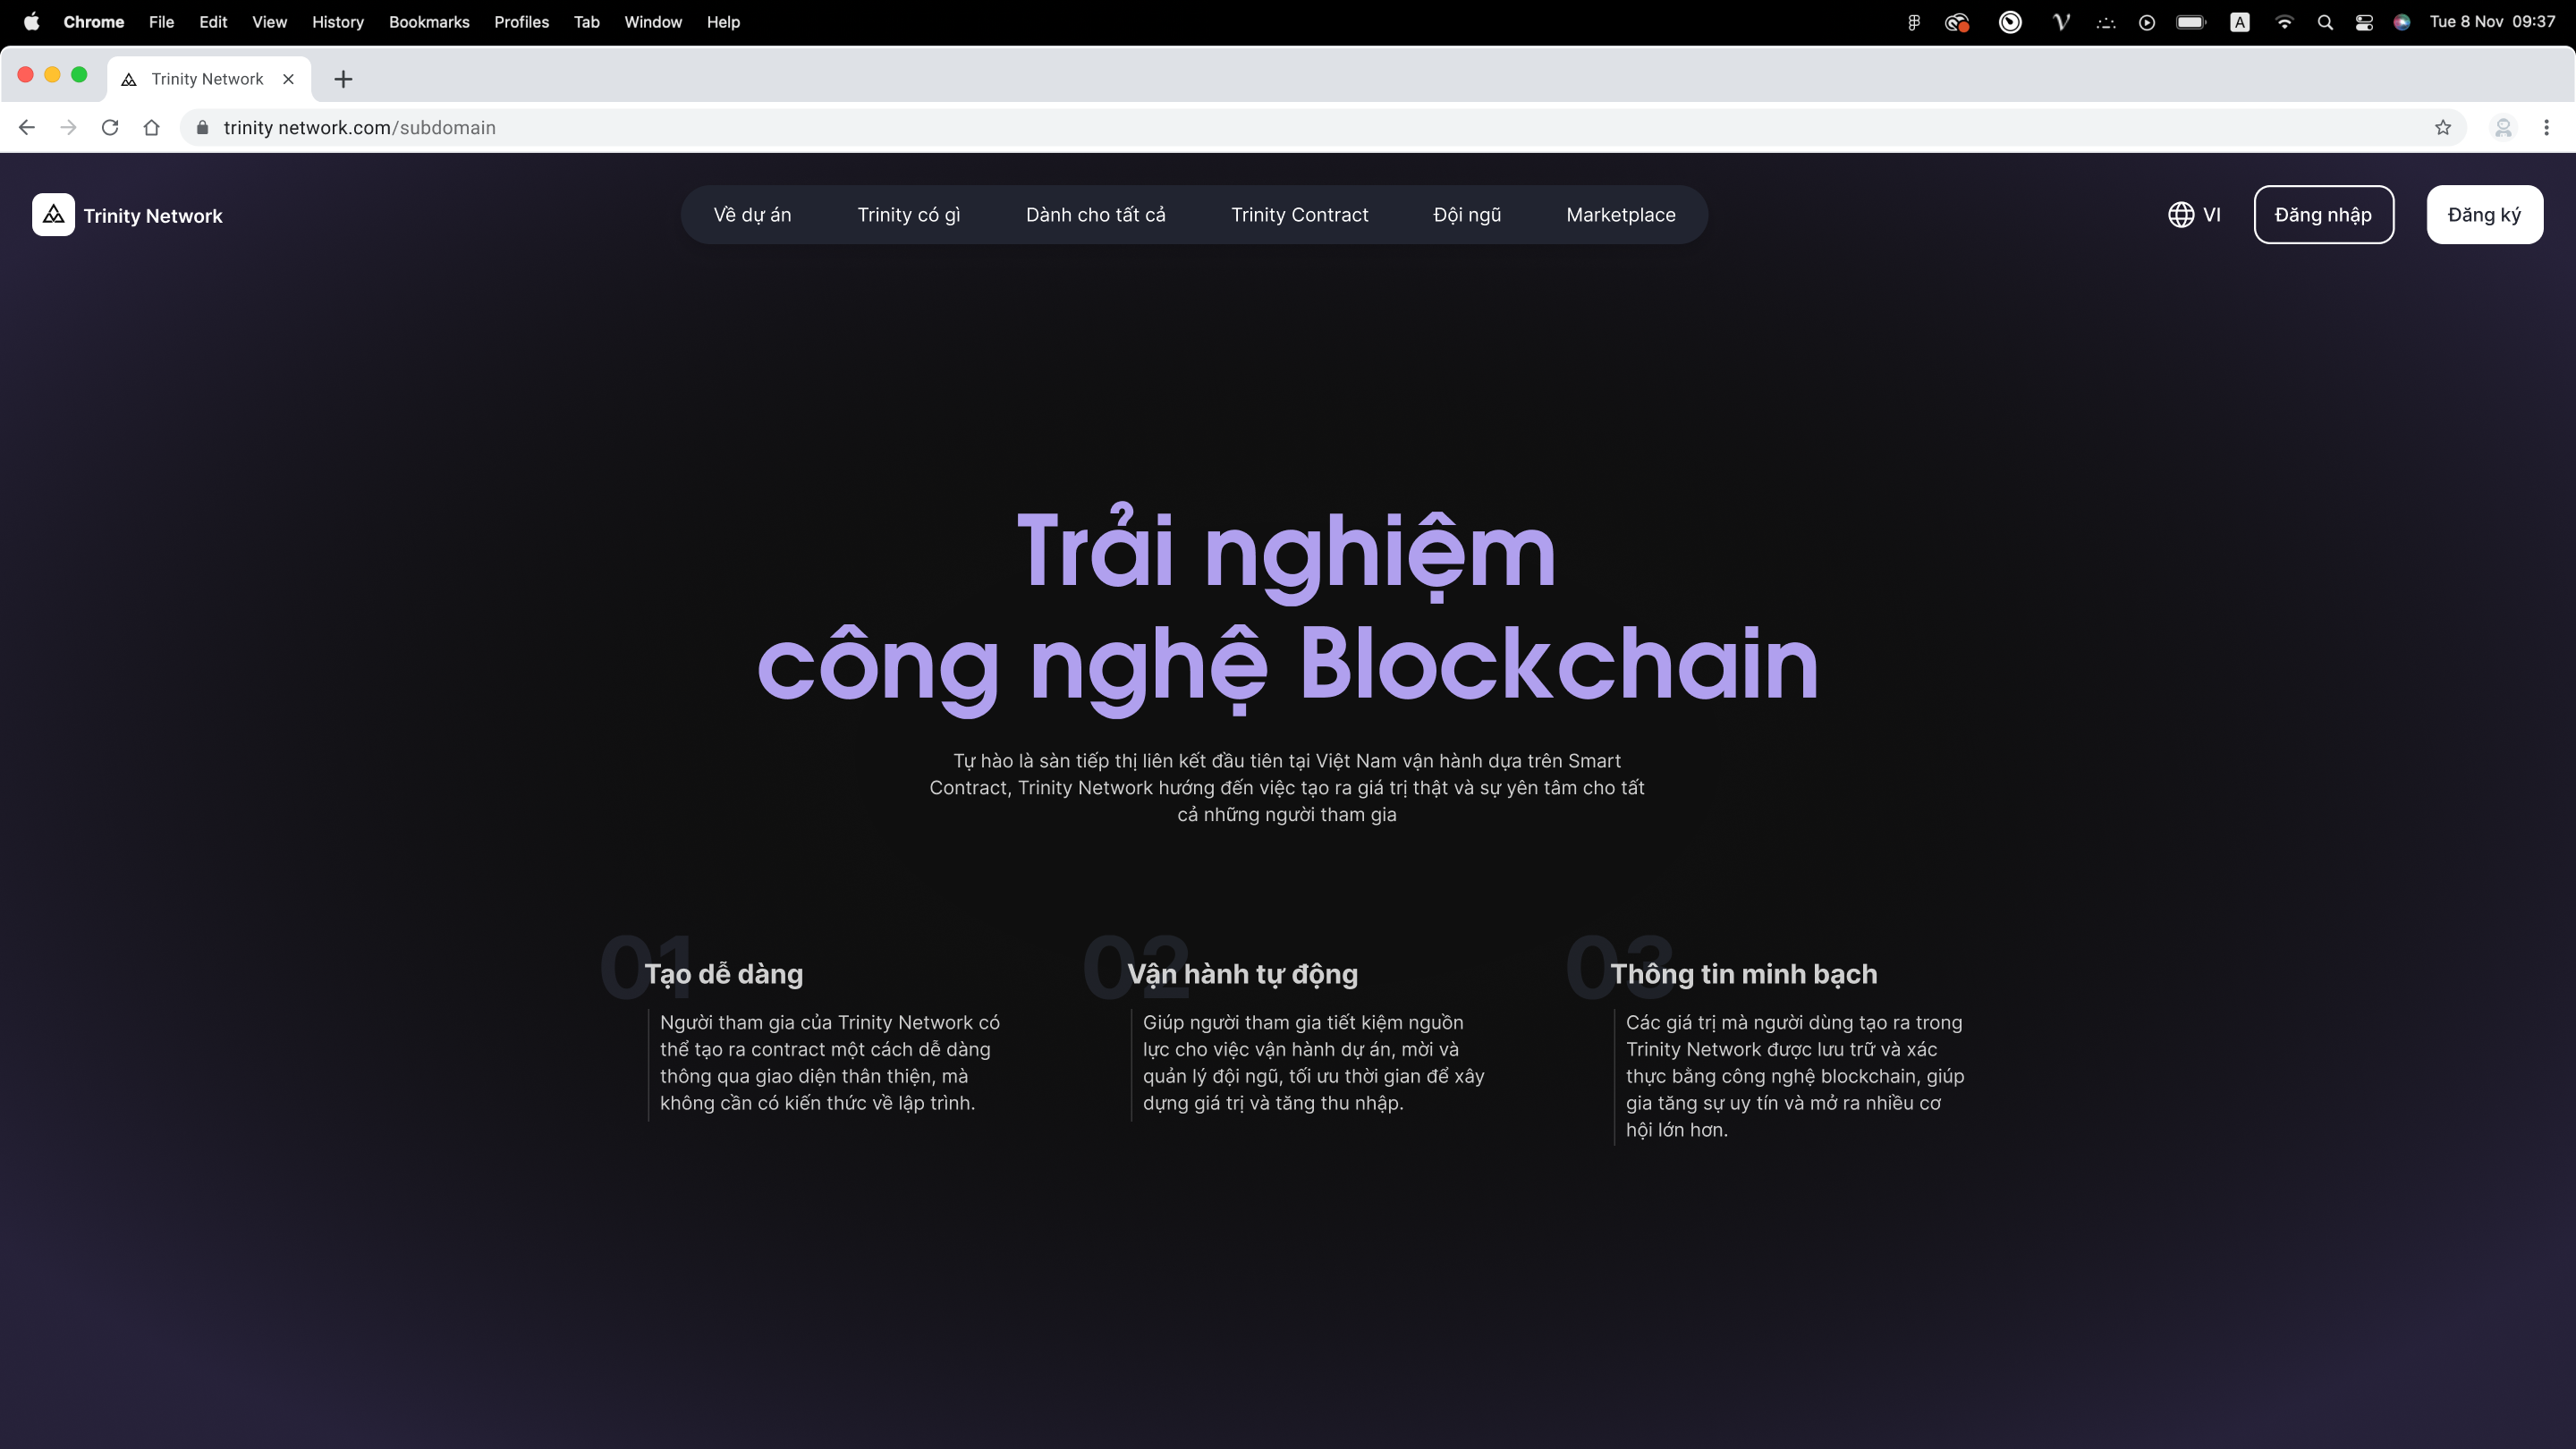 Chrome File Edit View History Bookmarks Profiles Tab Window Help A Tue 8 Nov 09:37
Trinity Network
trinity network.com/subdomain
Trinity Network Về dự án Trinity có gì Dành cho tất cả Trinity Contract Đội ngũ Marketplace VI Đăng nhập Đăng ký
Trải nghiệm
công nghệ Blockchain
Tự hào là sàn tiếp thị liên kết đầu tiên tại Việt Nam vận hành dựa trên Smart
Contract, Trinity Network hướng đến việc tạo ra giá trị thật và sự yên tâm cho tất
cả những người tham gia
01
Tạo dễ dàng
Người tham gia của Trinity Network có
thể tạo ra contract một cách dễ dàng
thông qua giao diện thân thiện, mà
không cần có kiến thức về lập trình.
02
Vận hành tự động
Giúp người tham gia tiết kiệm nguồn
lực cho việc vận hành dự án, mời và
quản lý đội ngũ, tối ưu thời gian để xây
dựng giá trị và tăng thu nhập.
03
Thông tin minh bạch
Các giá trị mà người dùng tạo ra trong
Trinity Network được lưu trữ và xác
thực bằng công nghệ blockchain, giúp
gia tăng sự uy tín và mở ra nhiều cơ
hội lớn hơn.